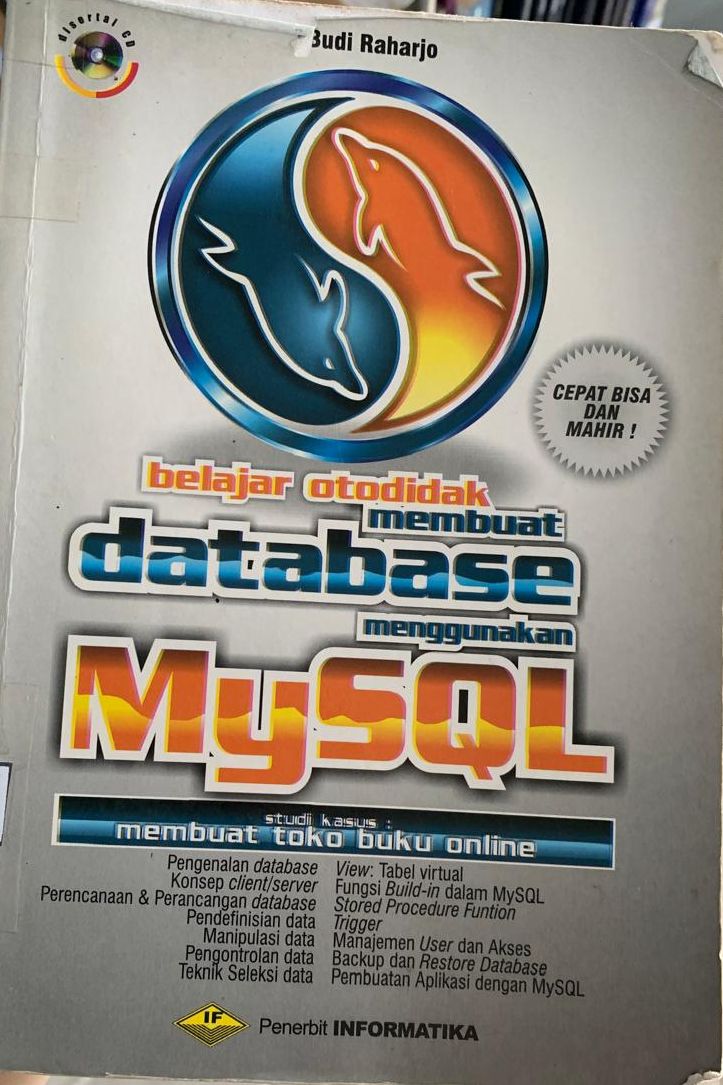 disertai CD
Budi Raharjo
CEPAT BISA
DAN
MAHIR !
belajar otodidak
membuat
database
menggunakan
MySQL
studi kasus :
membuat toko buku online
Pengenalan database
Konsep client/server
Perencanaan & Perancangan database
Pendefinisian data
Manipulasi data
Pengontrolan data
Teknik Seleksi data
View: Tabel virtual
Fungsi Build-in dalam MySQL
Stored Procedure Funtion
Trigger
Manajemen User dan Akses
Backup dan Restore Database
Pembuatan Aplikasi dengan MySQL
IF
Penerbit INFORMATIKA